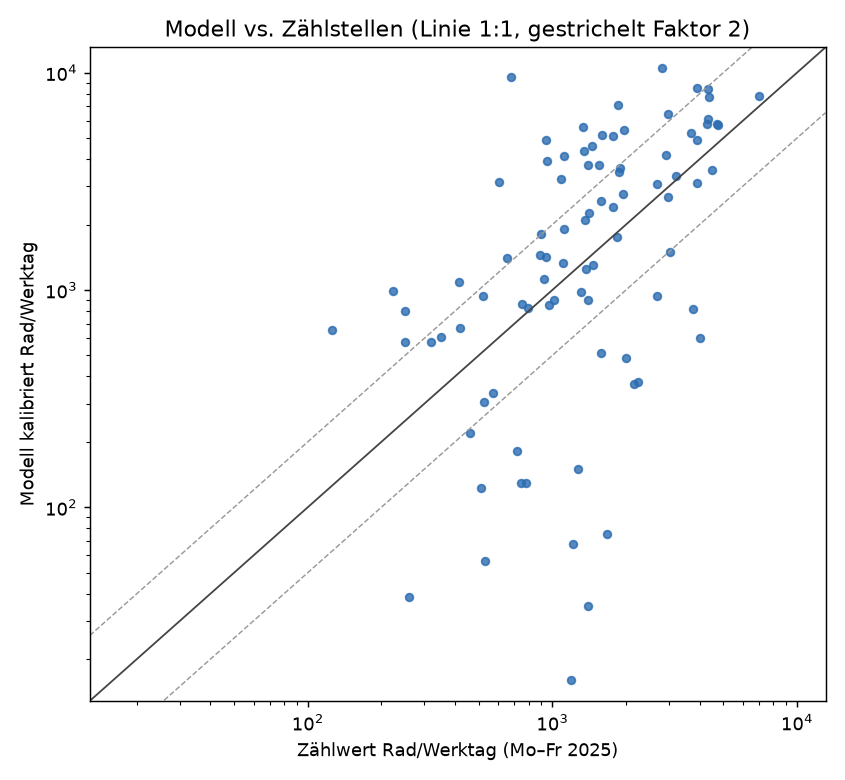 Modell vs. Zählstellen (Linie 1:1, gestrichelt Faktor 2)
Modell kalibriert Rad/Werktag
10⁴
10³
10²
10² 10³ 10⁴
Zählwert Rad/Werktag (Mo–Fr 2025)